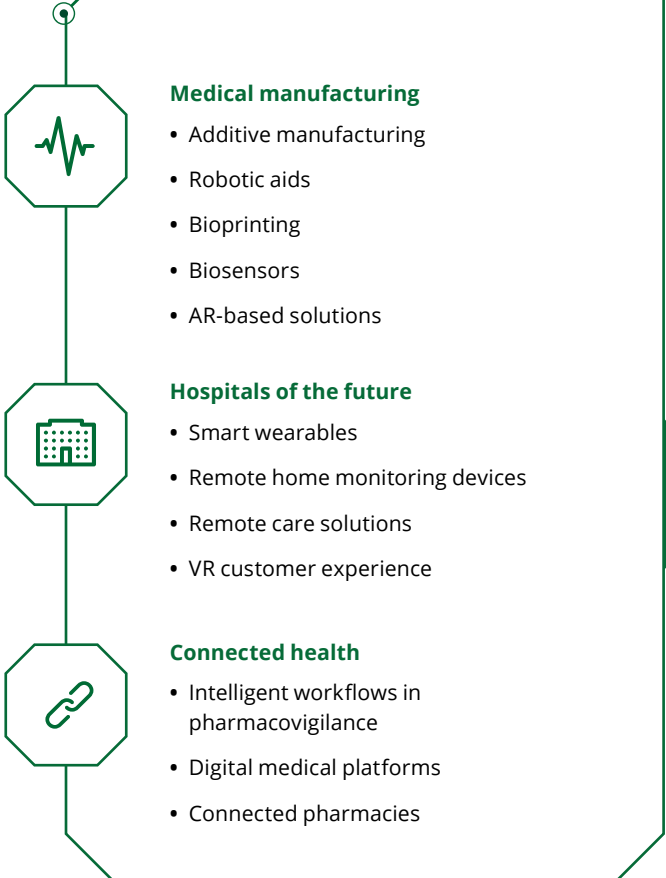 Medical manufacturing
• Additive manufacturing
• Robotic aids
• Bioprinting
• Biosensors
• AR-based solutions
Hospitals of the future
• Smart wearables
• Remote home monitoring devices
• Remote care solutions
• VR customer experience
Connected health
• Intelligent workflows in
pharmacovigilance
• Digital medical platforms
• Connected pharmacies